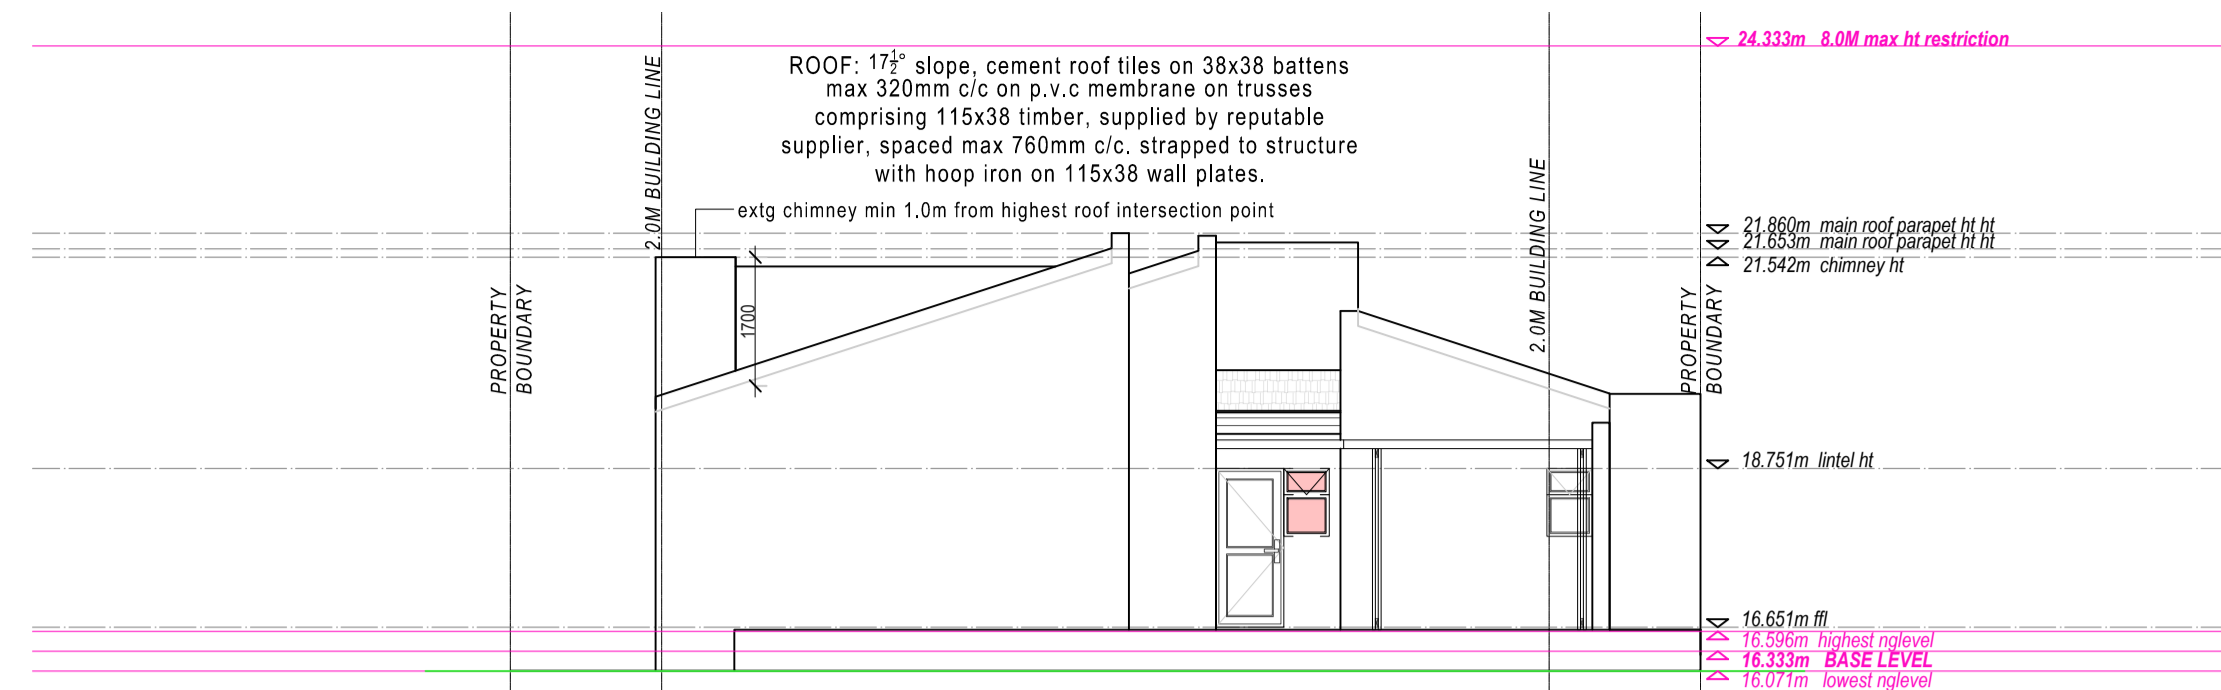 24.333m 8.0M max ht restriction
ROOF: 17½° slope, cement roof tiles on 38x38 battens
max 320mm c/c on p.v.c membrane on trusses
comprising 115x38 timber, supplied by reputable
supplier, spaced max 760mm c/c. strapped to structure
with hoop iron on 115x38 wall plates.
extg chimney min 1.0m from highest roof intersection point
2.0M BUILDING LINE
2.0M BUILDING LINE
21.860m main roof parapet ht ht
21.653m main roof parapet ht ht
21.542m chimney ht
PROPERTY
BOUNDARY
1700
PROPERTY
BOUNDARY
18.751m lintel ht
16.651m ffl
16.596m highest nglevel
16.333m BASE LEVEL
16.071m lowest nglevel